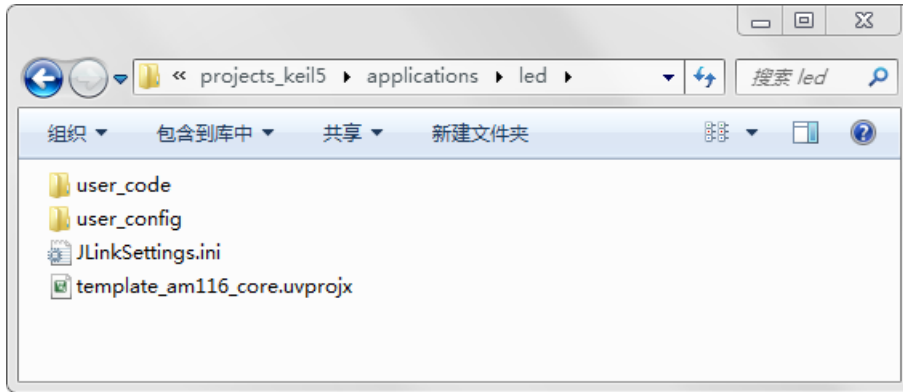 « projects_keil5 ▸ applications ▸ led ▸ 搜索 led
组织 包含到库中 共享 新建文件夹
user_code
user_config
JLinkSettings.ini
template_am116_core.uvprojx